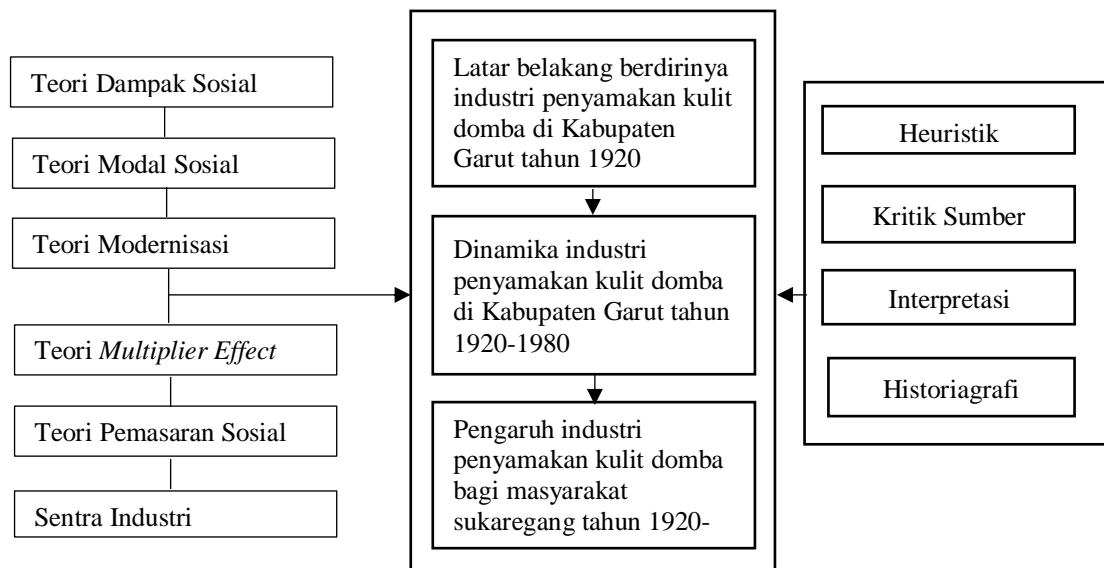 Teori Dampak Sosial
Teori Modal Sosial
Teori Modernisasi
Teori Multiplier Effect
Teori Pemasaran Sosial
Sentra Industri
Latar belakang berdirinya
industri penyamakan kulit
domba di Kabupaten
Garut tahun 1920
Dinamika industri
penyamakan kulit domba
di Kabupaten Garut tahun
1920-1980
Pengaruh industri
penyamakan kulit domba
bagi masyarakat
sukaregang tahun 1920-
Heuristik
Kritik Sumber
Interpretasi
Historiagrafi